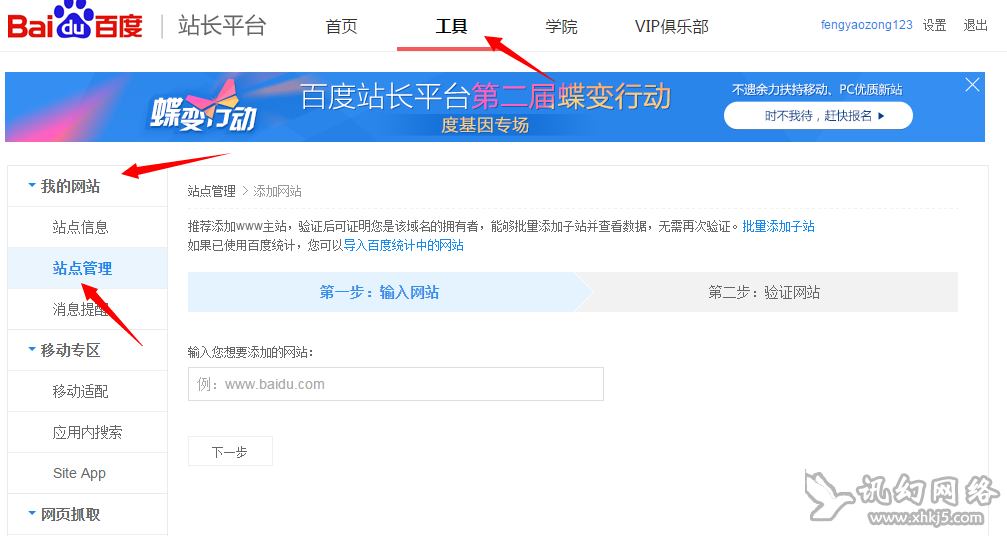 Bai du 百度 站长平台 首页 工具 学院 VIP俱乐部 fengyaozong123 设置 退出
蝶变行动
百度站长平台第二届蝶变行动
度基因专场
不遗余力扶持移动、PC优质新站
时不我待，赶快报名
我的网站
站点信息
站点管理
消息提醒
移动专区
移动适配
应用内搜索
Site App
网页抓取
站点管理 > 添加网站
推荐添加www主站，验证后可证明您是该域名的拥有者，能够批量添加子站并查看数据，无需再次验证。批量添加子站
如果已使用百度统计，您可以导入百度统计中的网站
第一步：输入网站 第二步：验证网站
输入您想要添加的网站：
例：www.baidu.com
下一步
讯幻网络
www.xhkj5.com